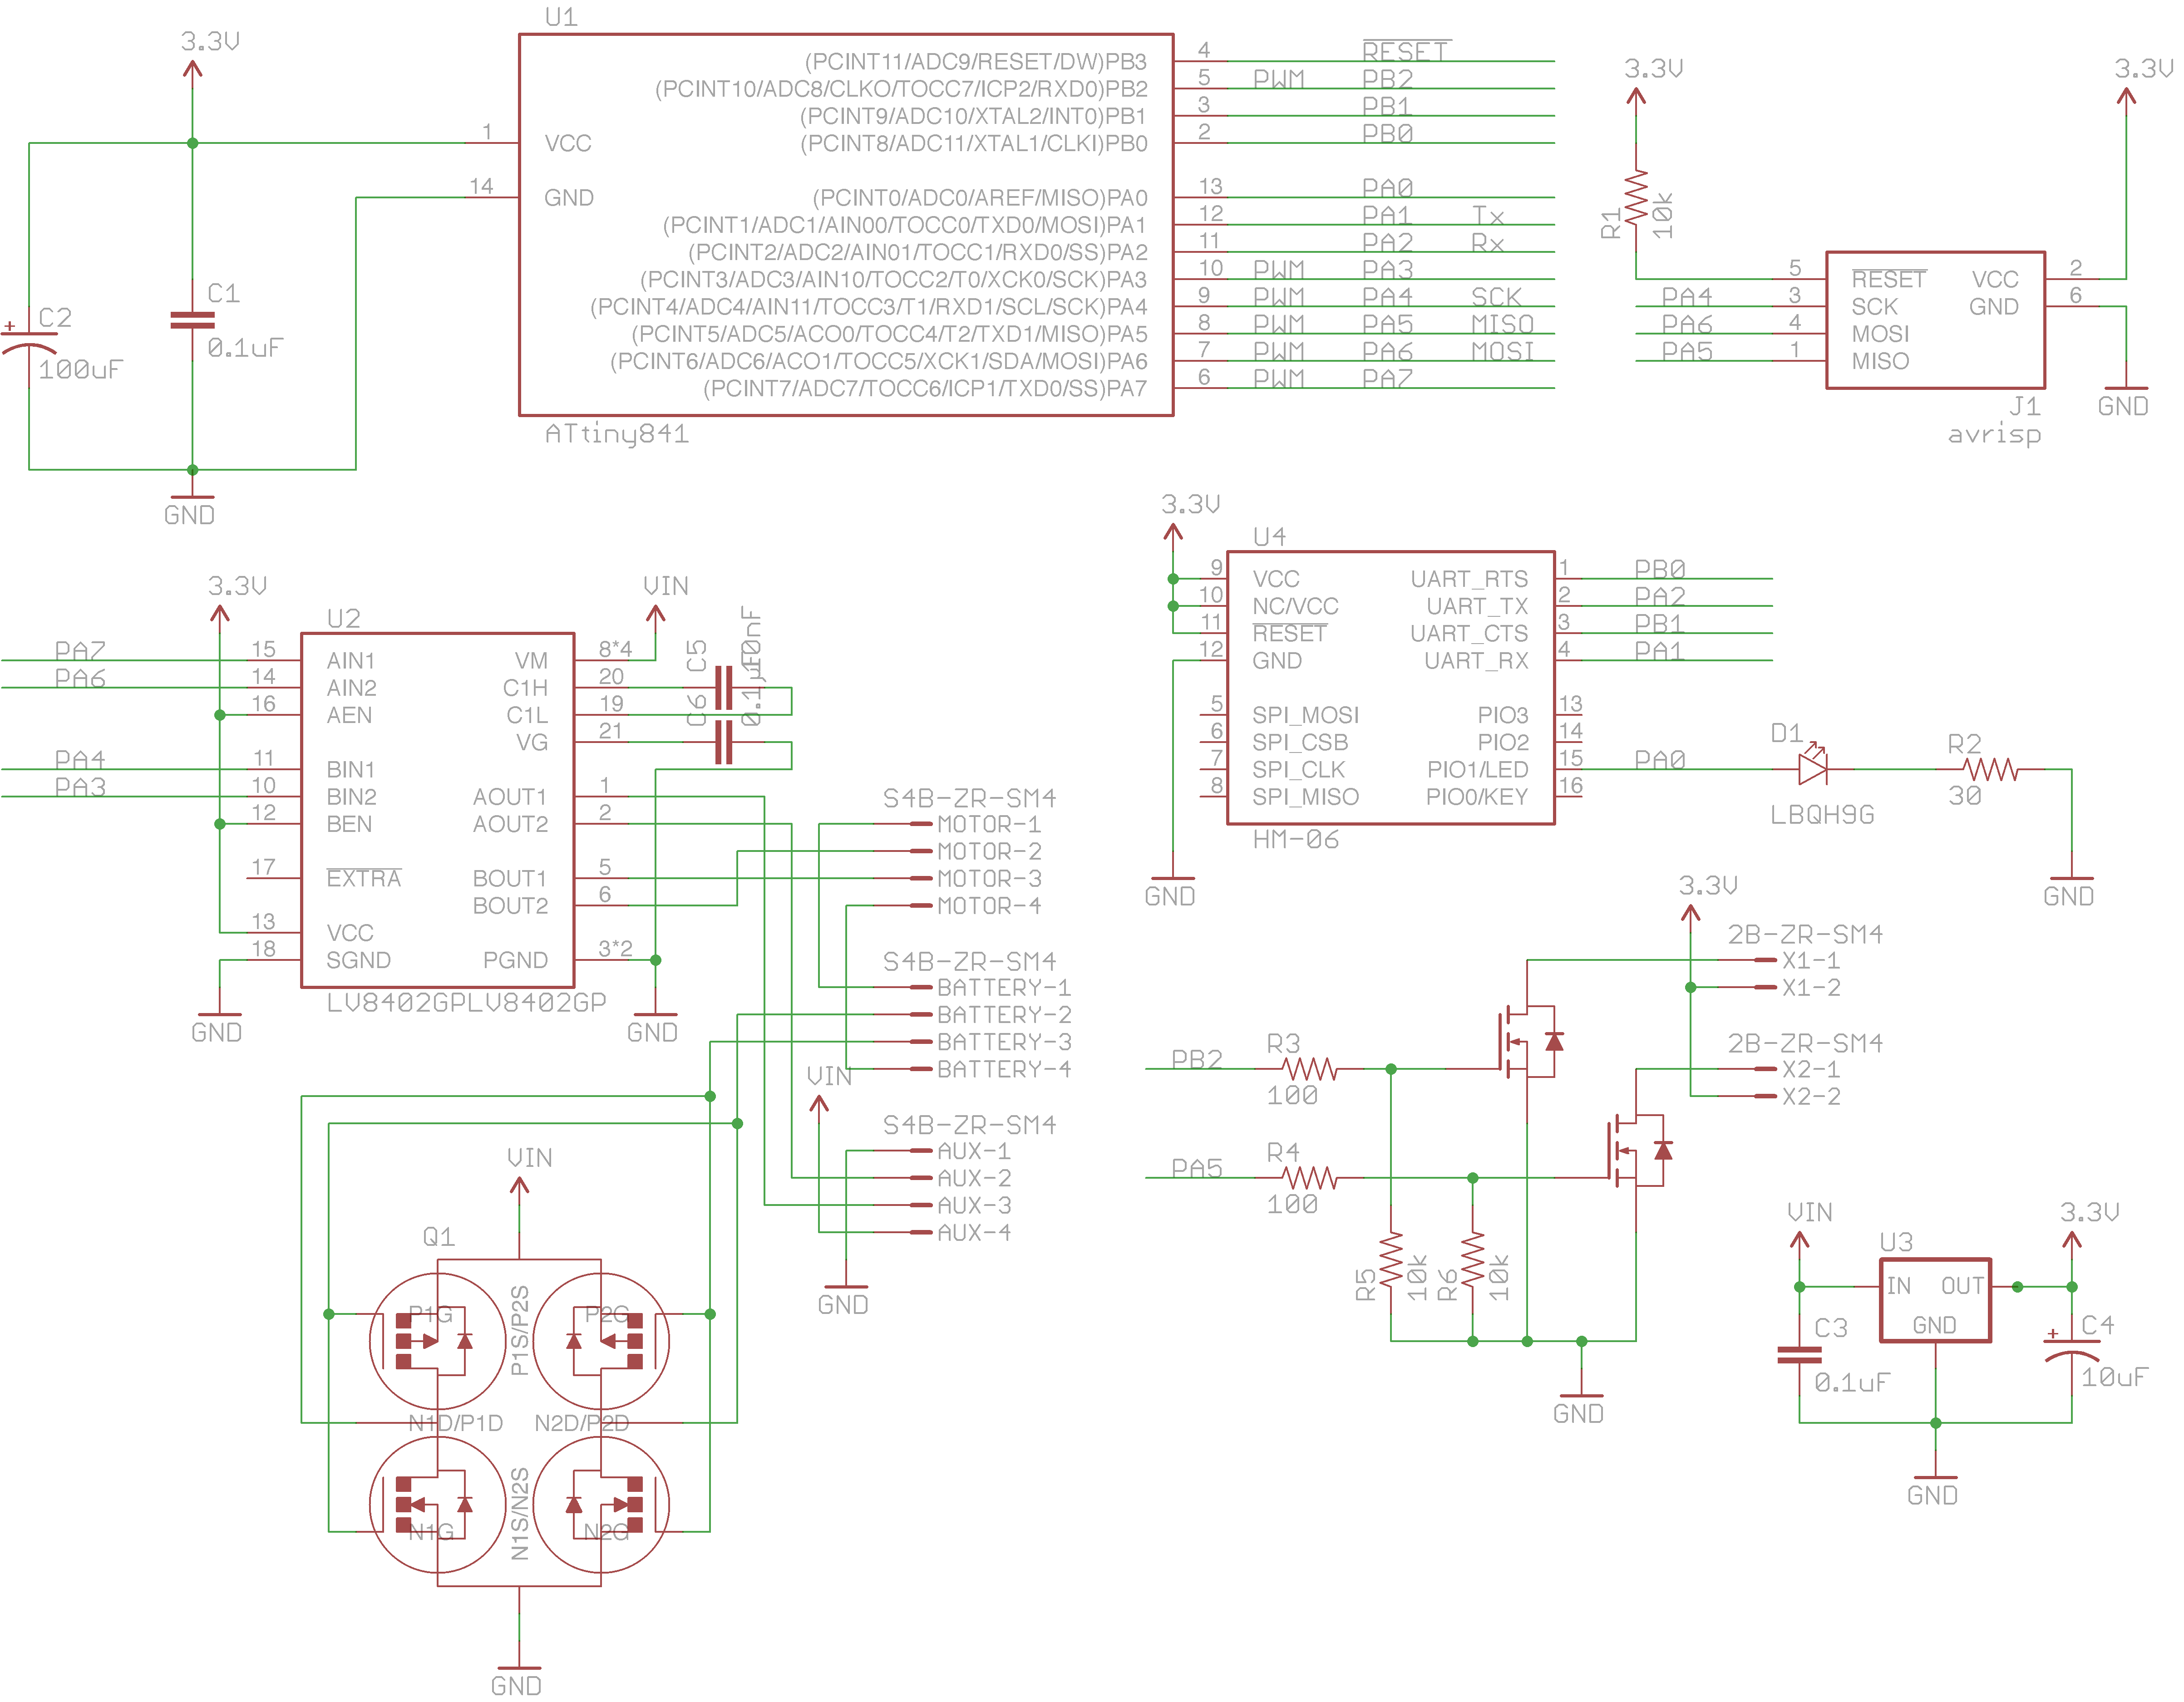 U1
3.3V
VCC
GND
1
14
(PCINT11/ADC9/RESET/DW)PB3
(PCINT10/ADC8/CLKO/TOCC7/ICP2/RXD0)PB2
(PCINT9/ADC10/XTAL2/INT0)PB1
(PCINT8/ADC11/XTAL1/CLKI)PB0
(PCINT0/ADC0/AREF/MISO)PA0
(PCINT1/ADC1/AIN00/TOCC0/TXD0/MOSI)PA1
(PCINT2/ADC2/AIN01/TOCC1/RXD0/SS)PA2
(PCINT3/ADC3/AIN10/TOCC2/T0/XCK0/SCK)PA3
(PCINT4/ADC4/AIN11/TOCC3/T1/RXD1/SCL/SCK)PA4
(PCINT5/ADC5/ACO0/TOCC4/T2/TXD1/MISO)PA5
(PCINT6/ADC6/ACO1/TOCC5/XCK1/SDA/MOSI)PA6
(PCINT7/ADC7/TOCC6/ICP1/TXD0/SS)PA7
ATtiny841
4 RESET
5 PWM PB2
3 PB1
2 PB0
13 PA0
12 PA1 Tx
11 PA2 Rx
10 PWM PA3
9 PWM PA4 SCK
8 PWM PA5 MISO
7 PWM PA6 MOSI
6 PWM PA7
C1
0.1uF
C2
+
100uF
GND
3.3V
R1
10k
3.3V
5 RESET
PA4 3 SCK
PA6 4 MOSI
PA5 1 MISO
VCC 2
GND 6
J1
avrisp
GND
3.3V
U2
VIN
PA7 15 AIN1
PA6 14 AIN2
16 AEN
PA4 11 BIN1
PA3 10 BIN2
12 BEN
17 EXTRA
13 VCC
18 SGND
VM 8*4
C1H 20
C1L 19
VG 21
AOUT1 1
AOUT2 2
BOUT1 5
BOUT2 6
PGND 3*2
LV8402GPLV8402GP
GND
GND
C5
10nF
C6
0.1uF
S4B-ZR-SM4
MOTOR-1
MOTOR-2
MOTOR-3
MOTOR-4
S4B-ZR-SM4
BATTERY-1
BATTERY-2
BATTERY-3
BATTERY-4
VIN
S4B-ZR-SM4
AUX-1
AUX-2
AUX-3
AUX-4
GND
3.3V
U4
9 VCC
10 NC/VCC
11 RESET
12 GND
5 SPI_MOSI
6 SPI_CSB
7 SPI_CLK
8 SPI_MISO
UART_RTS 1 PB0
UART_TX 2 PA2
UART_CTS 3 PB1
UART_RX 4 PA1
PIO3 13
PIO2 14
PIO1/LED 15 PA0
PIO0/KEY 16
HM-06
GND
D1
LBQH9G
R2
30
GND
3.3V
2B-ZR-SM4
X1-1
X1-2
2B-ZR-SM4
X2-1
X2-2
PB2
R3
100
PA5
R4
100
R5
10k
R6
10k
GND
VIN
U3
3.3V
IN
OUT
GND
C3
0.1uF
+
C4
10uF
GND
VIN
Q1
P1G
P2G
P1S/P2S
N1D/P1D
N2D/P2D
N1G
N2G
N1S/N2S
GND